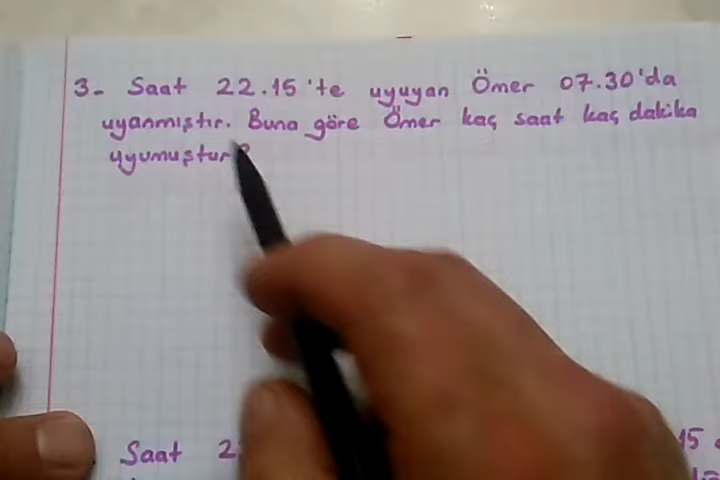 3- Saat 22.15'te uyuyan Ömer 07.30'da
uyanmıştır. Buna göre Ömer kaç saat kaç dakika
uyumuştur?
Saat